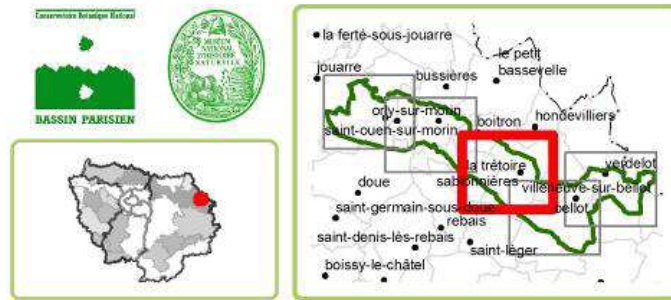 Conservatoire Botanique National
BASSIN PARISIEN
MUSÉUM
NATIONAL
D'HISTOIRE
NATURELLE
la ferté-sous-jouarre
le petit
bassevelle
jouarre
bussières
orly-sur-morin
boitron
hondevilliers
saint-ouen-sur-morin
verdelot
la trétoire
sablonnières
doue
villeneuve-sur-bellot
saint-germain-sous-doue
bellot
rebais
saint-denis-lès-rebais
saint-léger
boissy-le-châtel